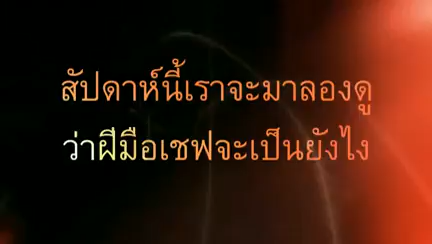 สัปดาห์นี้เราจะมาลองดู
ว่าฝีมือเชฟจะเป็นยังไง